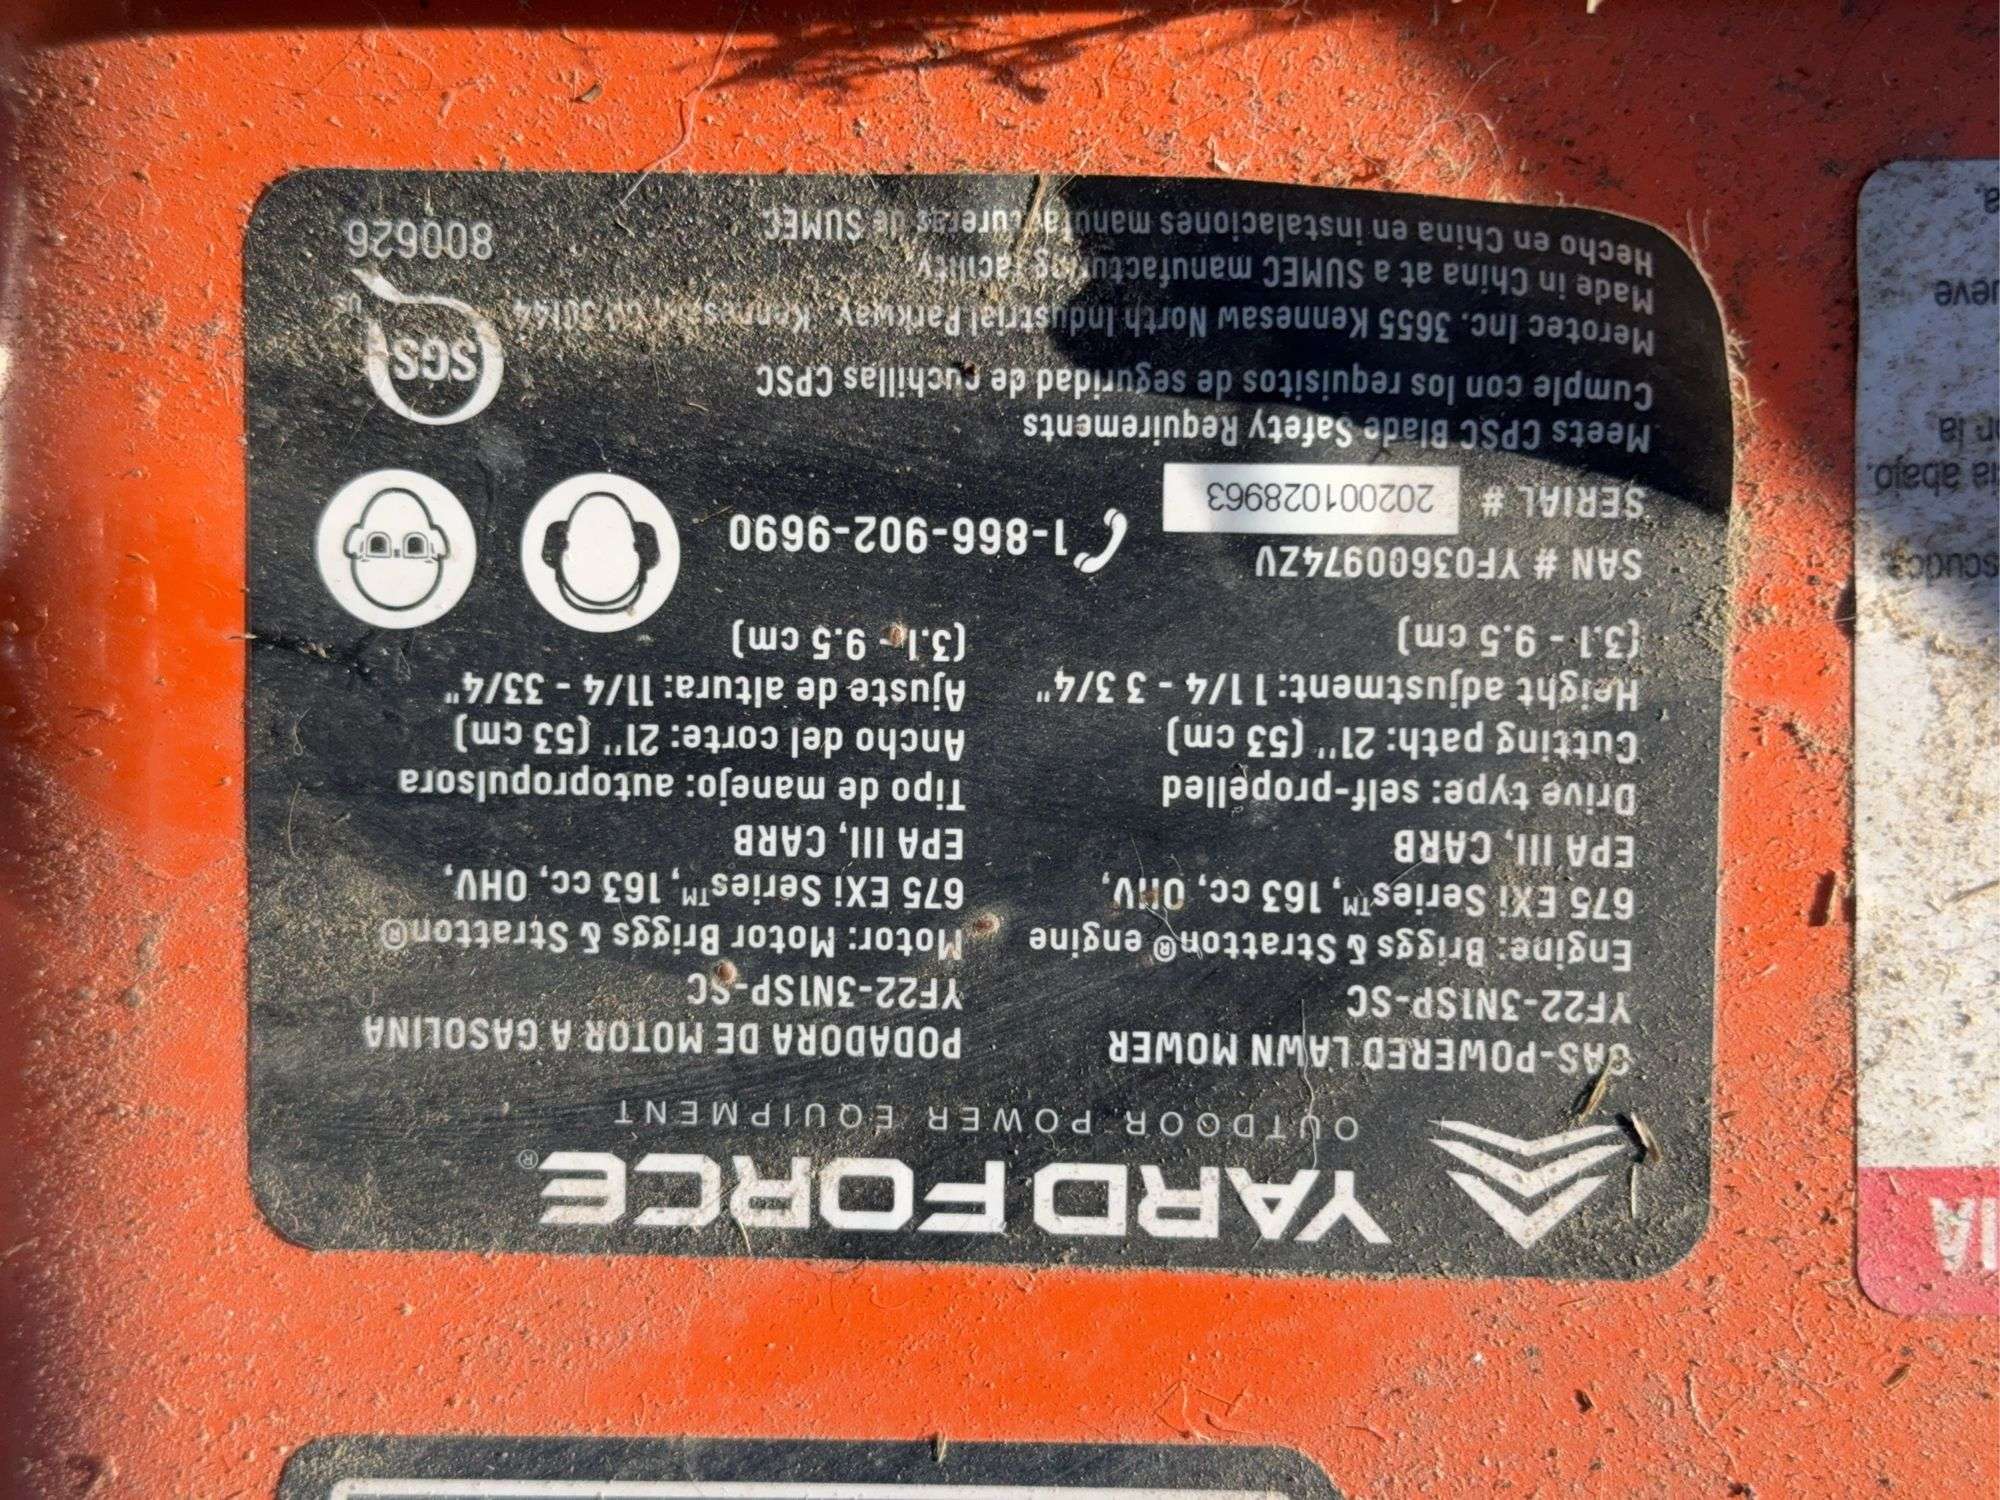 YARDFORCE®
OUTDOOR POWER EQUIPMENT
GAS-POWERED LAWN MOWER
YF22-3N1SP-SC
Engine: Briggs & Stratton® engine
675 EXi Series™, 163 cc, OHV,
EPA III, CARB
Drive type: self-propelled
Cutting path: 21" (53 cm)
Height adjustment: 1 1/4 - 3 3/4"
(3.1 - 9.5 cm)
PODADORA DE MOTOR A GASOLINA
YF22-3N1SP-SC
Motor: Motor Briggs & Stratton®
675 EXi Series™, 163 cc, OHV,
EPA III, CARB
Tipo de manejo: autopropulsora
Ancho del corte: 21" (53 cm)
Ajuste de altura: 11/4 - 33/4"
(3.1 - 9.5 cm)
SAN # YF03600974ZV
SERIAL # 202001028963
1-866-902-9690
Meets CPSC Blade Safety Requirements
Cumple con los requisitos de seguridad de cuchillas CPSC
Merotec Inc. 3655 Kennesaw North Industrial Parkway, Kennesaw, GA 30144
Made in China at a SUMEC manufacturing facility
Hecho en China en instalaciones manufactureras de SUMEC
SGS
US
800626
abajo.
la